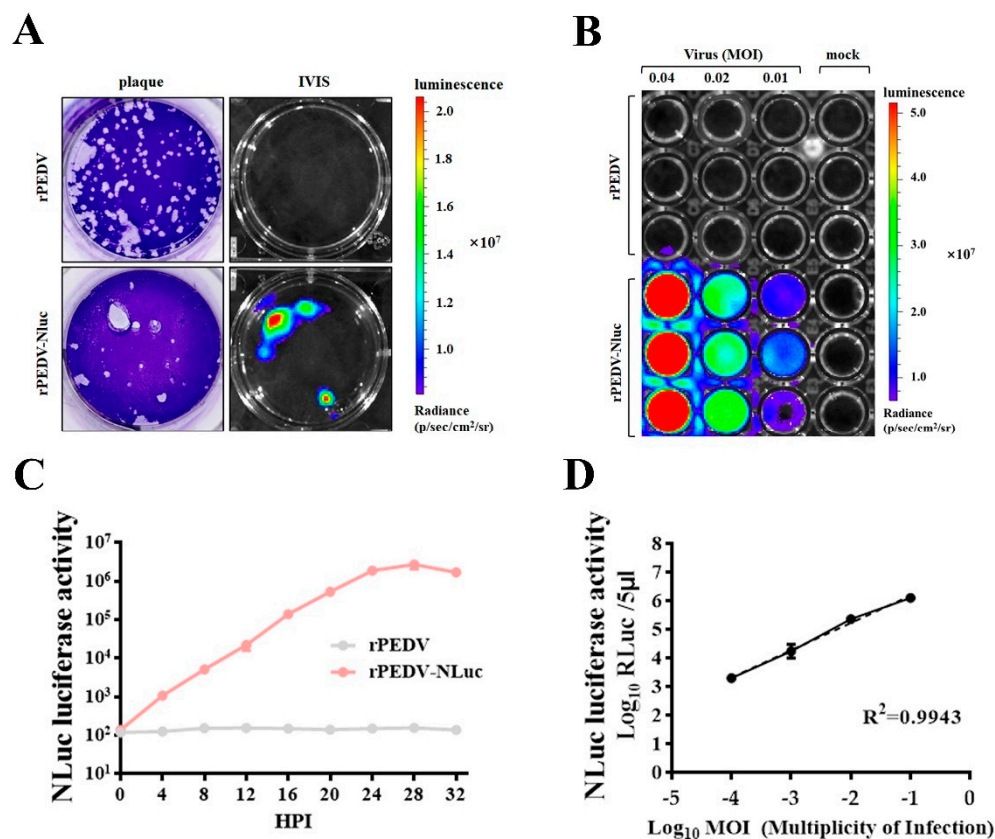 A
plaque
IVIS
rPEDV
rPEDV-Nluc
luminescence
2.0
1.8
1.6
×10⁷
1.4
1.2
1.0
Radiance
(p/sec/cm²/sr)
B
Virus (MOI)
mock
0.04
0.02
0.01
rPEDV
rPEDV-Nluc
luminescence
5.0
4.0
3.0
×10⁷
2.0
1.0
Radiance
(p/sec/cm²/sr)
C
NLuc luciferase activity
10⁷
10⁶
10⁵
10⁴
10³
10²
10¹
rPEDV
rPEDV-NLuc
0 4 8 12 16 20 24 28 32
HPI
D
NLuc luciferase activity
Log₁₀ RLuc /5µl
8
7
6
5
4
3
2
1
0
R²=0.9943
-5 -4 -3 -2 -1 0
Log₁₀ MOI (Multiplicity of Infection)